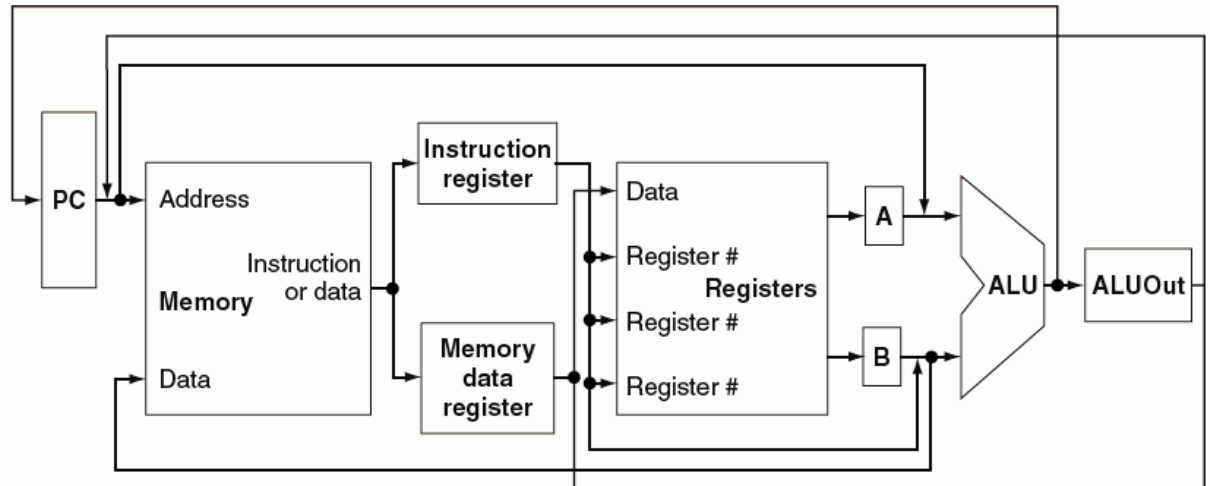 PC
Address
Instruction
or data
Memory
Data
Instruction
register
Memory
data
register
Data
Register #
Registers
Register #
Register #
A
B
ALU
ALUOut